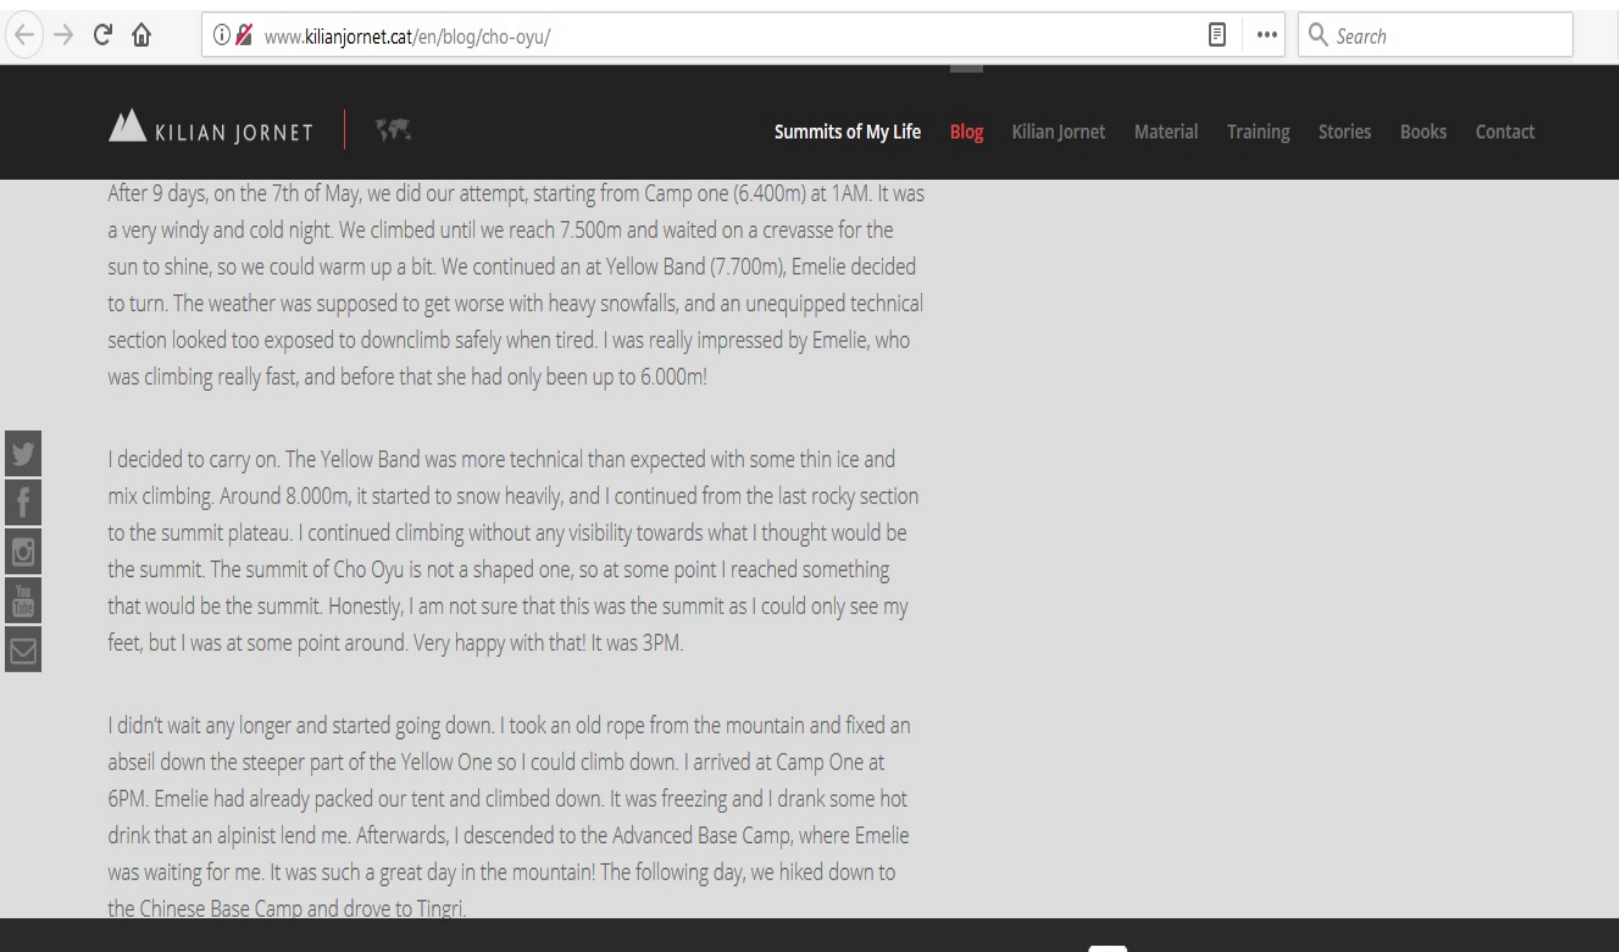 www.kilianjornet.cat/en/blog/cho-oyu/
Search
KILIAN JORNET
Summits of My Life
Blog
Kilian Jornet
Material
Training
Stories
Books
Contact
After 9 days, on the 7th of May, we did our attempt, starting from Camp one (6.400m) at 1AM. It was
a very windy and cold night. We climbed until we reach 7.500m and waited on a crevasse for the
sun to shine, so we could warm up a bit. We continued an at Yellow Band (7.700m), Emelie decided
to turn. The weather was supposed to get worse with heavy snowfalls, and an unequipped technical
section looked too exposed to downclimb safely when tired. I was really impressed by Emelie, who
was climbing really fast, and before that she had only been up to 6.000m!
I decided to carry on. The Yellow Band was more technical than expected with some thin ice and
mix climbing. Around 8.000m, it started to snow heavily, and I continued from the last rocky section
to the summit plateau. I continued climbing without any visibility towards what I thought would be
the summit. The summit of Cho Oyu is not a shaped one, so at some point I reached something
that would be the summit. Honestly, I am not sure that this was the summit as I could only see my
feet, but I was at some point around. Very happy with that! It was 3PM.
I didn't wait any longer and started going down. I took an old rope from the mountain and fixed an
abseil down the steeper part of the Yellow One so I could climb down. I arrived at Camp One at
6PM. Emelie had already packed our tent and climbed down. It was freezing and I drank some hot
drink that an alpinist lend me. Afterwards, I descended to the Advanced Base Camp, where Emelie
was waiting for me. It was such a great day in the mountain! The following day, we hiked down to
the Chinese Base Camp and drove to Tingri.
You
Tube